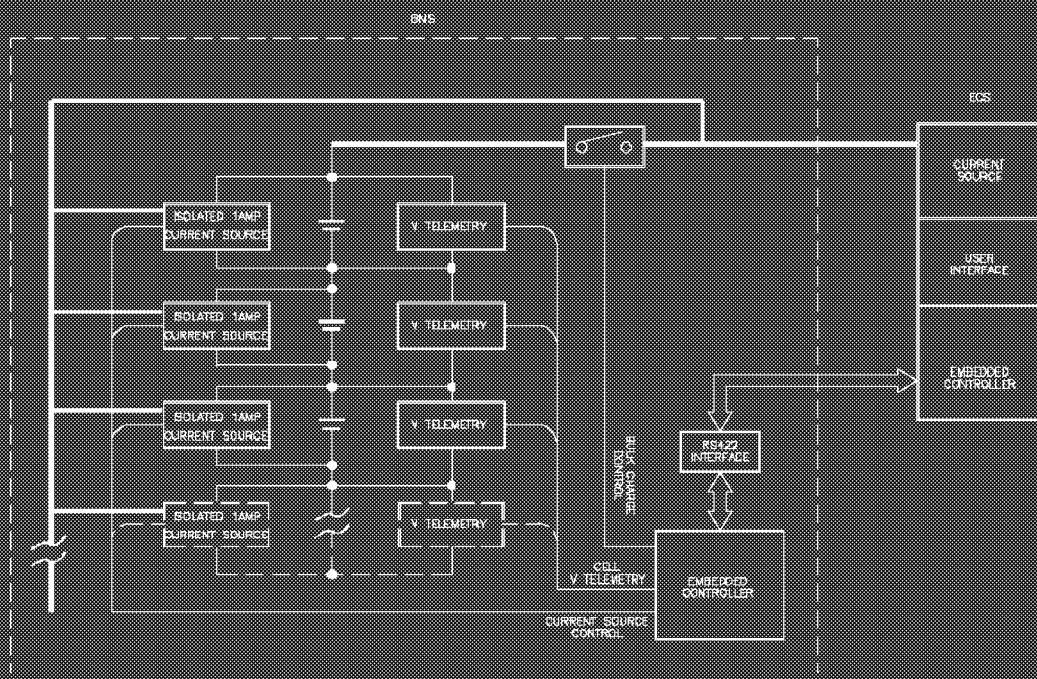 BNS
ECS
CURRENT
SOURCE
ISOLATED 1AMP
CURRENT SOURCE
V TELEMETRY
USER
INTERFACE
ISOLATED 1AMP
CURRENT SOURCE
V TELEMETRY
EMBEDDED
CONTROLLER
ISOLATED 1AMP
CURRENT SOURCE
V TELEMETRY
BULK CHARGE
CONTROL
RS422
INTERFACE
ISOLATED 1AMP
CURRENT SOURCE
V TELEMETRY
CELL
V TELEMETRY
EMBEDDED
CONTROLLER
CURRENT SOURCE
CONTROL